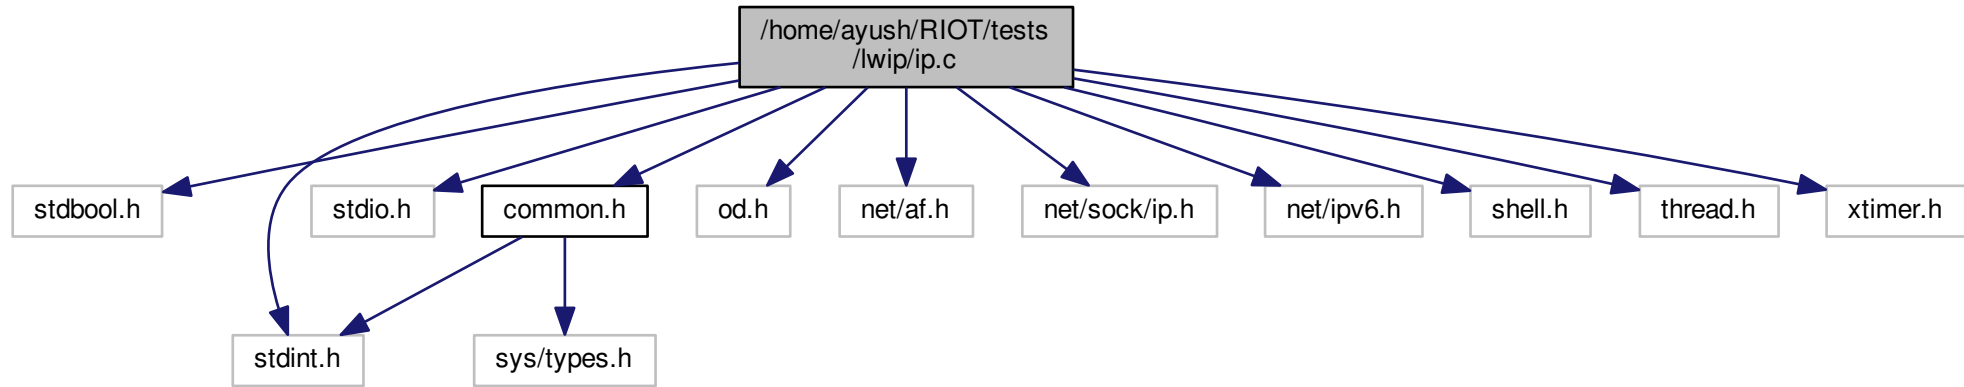 /home/ayush/RIOT/tests
/lwip/ip.c
stdbool.h
stdio.h
common.h
od.h
net/af.h
net/sock/ip.h
net/ipv6.h
shell.h
thread.h
xtimer.h
stdint.h
sys/types.h